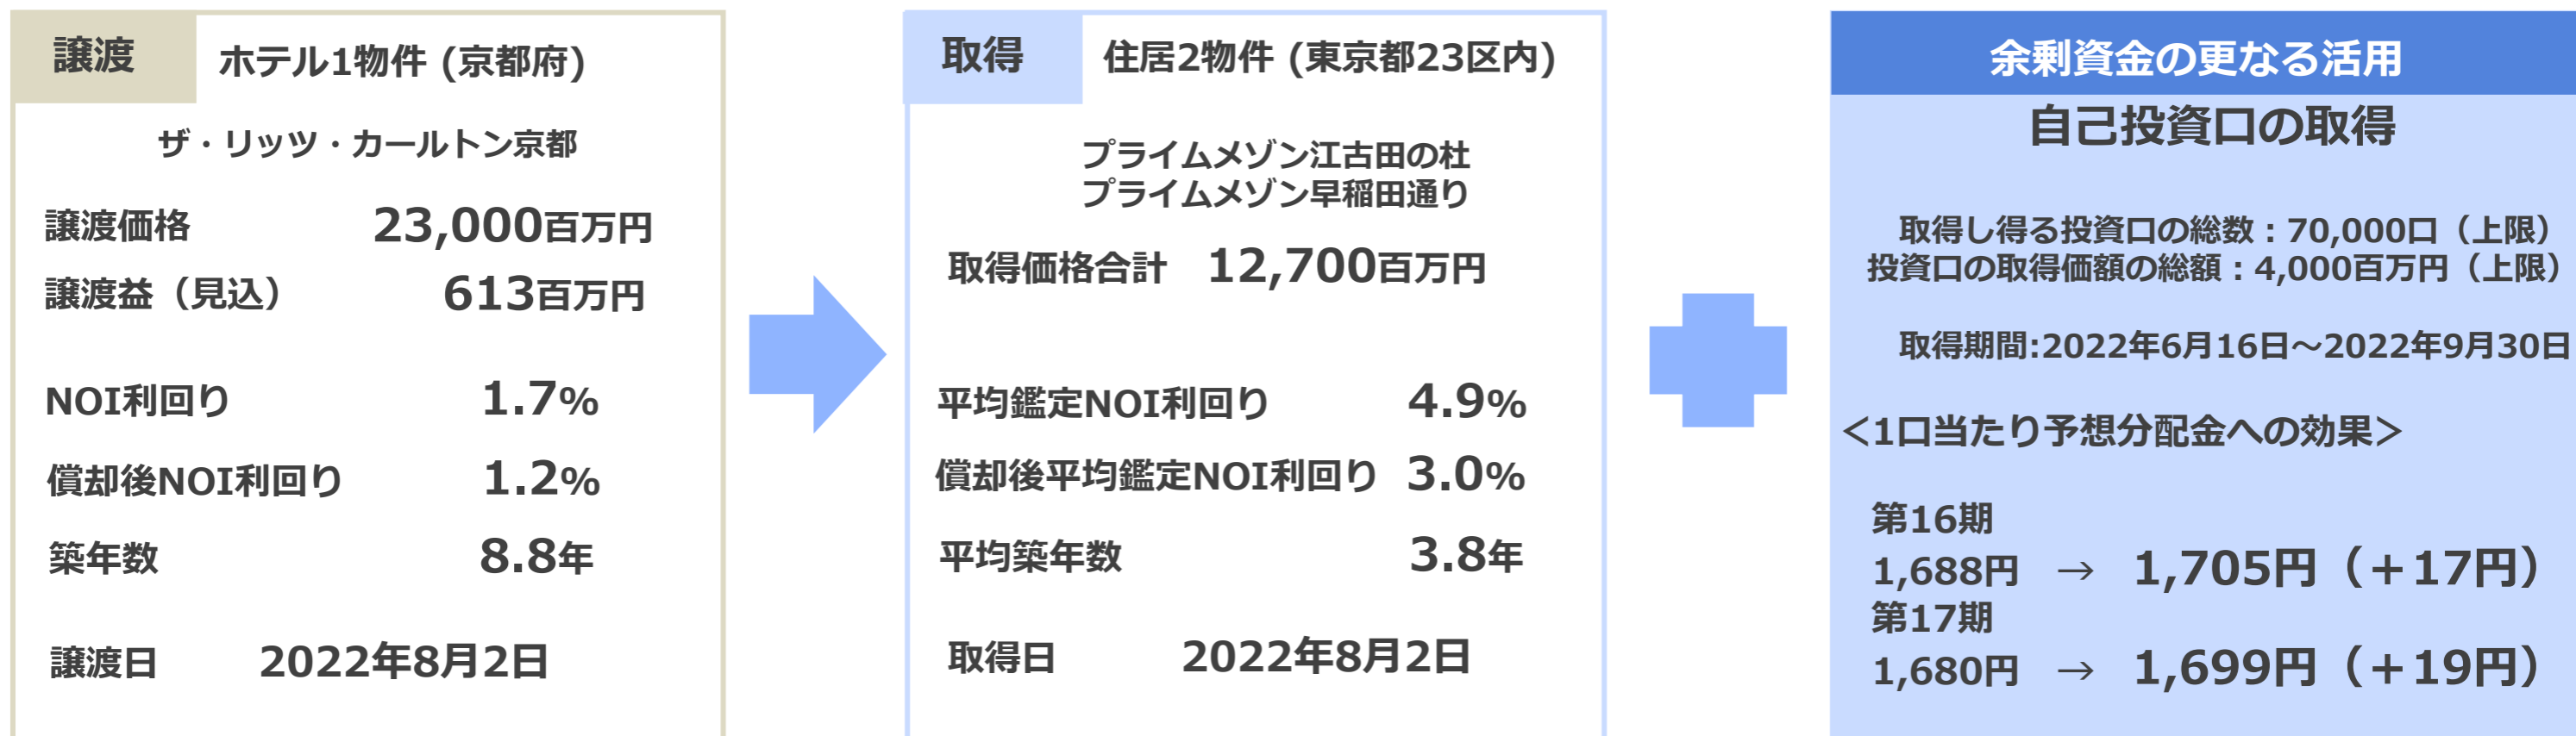 譲渡
ホテル1物件 (京都府)
ザ・リッツ・カールトン京都
譲渡価格 23,000百万円
譲渡益（見込） 613百万円
NOI利回り 1.7%
償却後NOI利回り 1.2%
築年数 8.8年
譲渡日 2022年8月2日
取得
住居2物件 (東京都23区内)
プライムメゾン江古田の杜
プライムメゾン早稲田通り
取得価格合計 12,700百万円
平均鑑定NOI利回り 4.9%
償却後平均鑑定NOI利回り 3.0%
平均築年数 3.8年
取得日 2022年8月2日
余剰資金の更なる活用
自己投資口の取得
取得し得る投資口の総数：70,000口（上限）
投資口の取得価額の総額：4,000百万円（上限）
取得期間:2022年6月16日～2022年9月30日
＜1口当たり予想分配金への効果＞
第16期
1,688円 → 1,705円（＋17円）
第17期
1,680円 → 1,699円（＋19円）